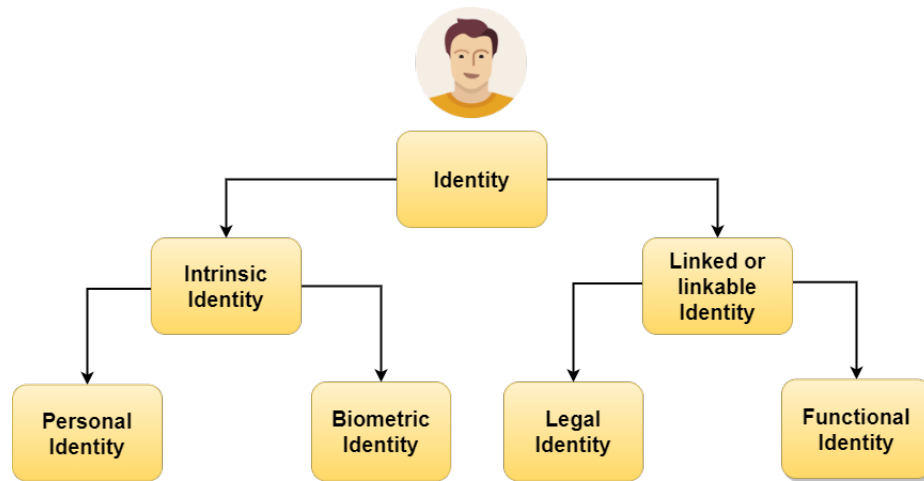 Identity
Intrinsic
Identity
Linked or
linkable
Identity
Personal
Identity
Biometric
Identity
Legal
Identity
Functional
Identity